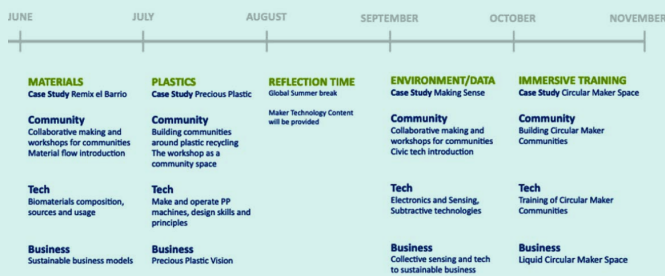 JUNE
JULY
AUGUST
SEPTEMBER
OCTOBER
NOVEMBER
MATERIALS
Case Study Remix el Barrio
Community
Collaborative making and
workshops for communities
Material flow introduction
Tech
Biomaterials composition,
sources and usage
Business
Sustainable business models
PLASTICS
Case Study Precious Plastic
Community
Building communities
around plastic recycling
The workshop as a
community space
Tech
Make and operate PP
machines, design skills and
principles
Business
Precious Plastic Vision
REFLECTION TIME
Global Summer break
Maker Technology Content
will be provided
ENVIRONMENT/DATA
Case Study Making Sense
Community
Collaborative making and
workshops for communities
Civic tech introduction
Tech
Electronics and Sensing,
Subtractive technologies
Business
Collective sensing and tech
to sustainable business
IMMERSIVE TRAINING
Case Study Circular Maker Space
Community
Building Circular Maker
Communities
Tech
Training of Circular Maker
Communities
Business
Liquid Circular Maker Space